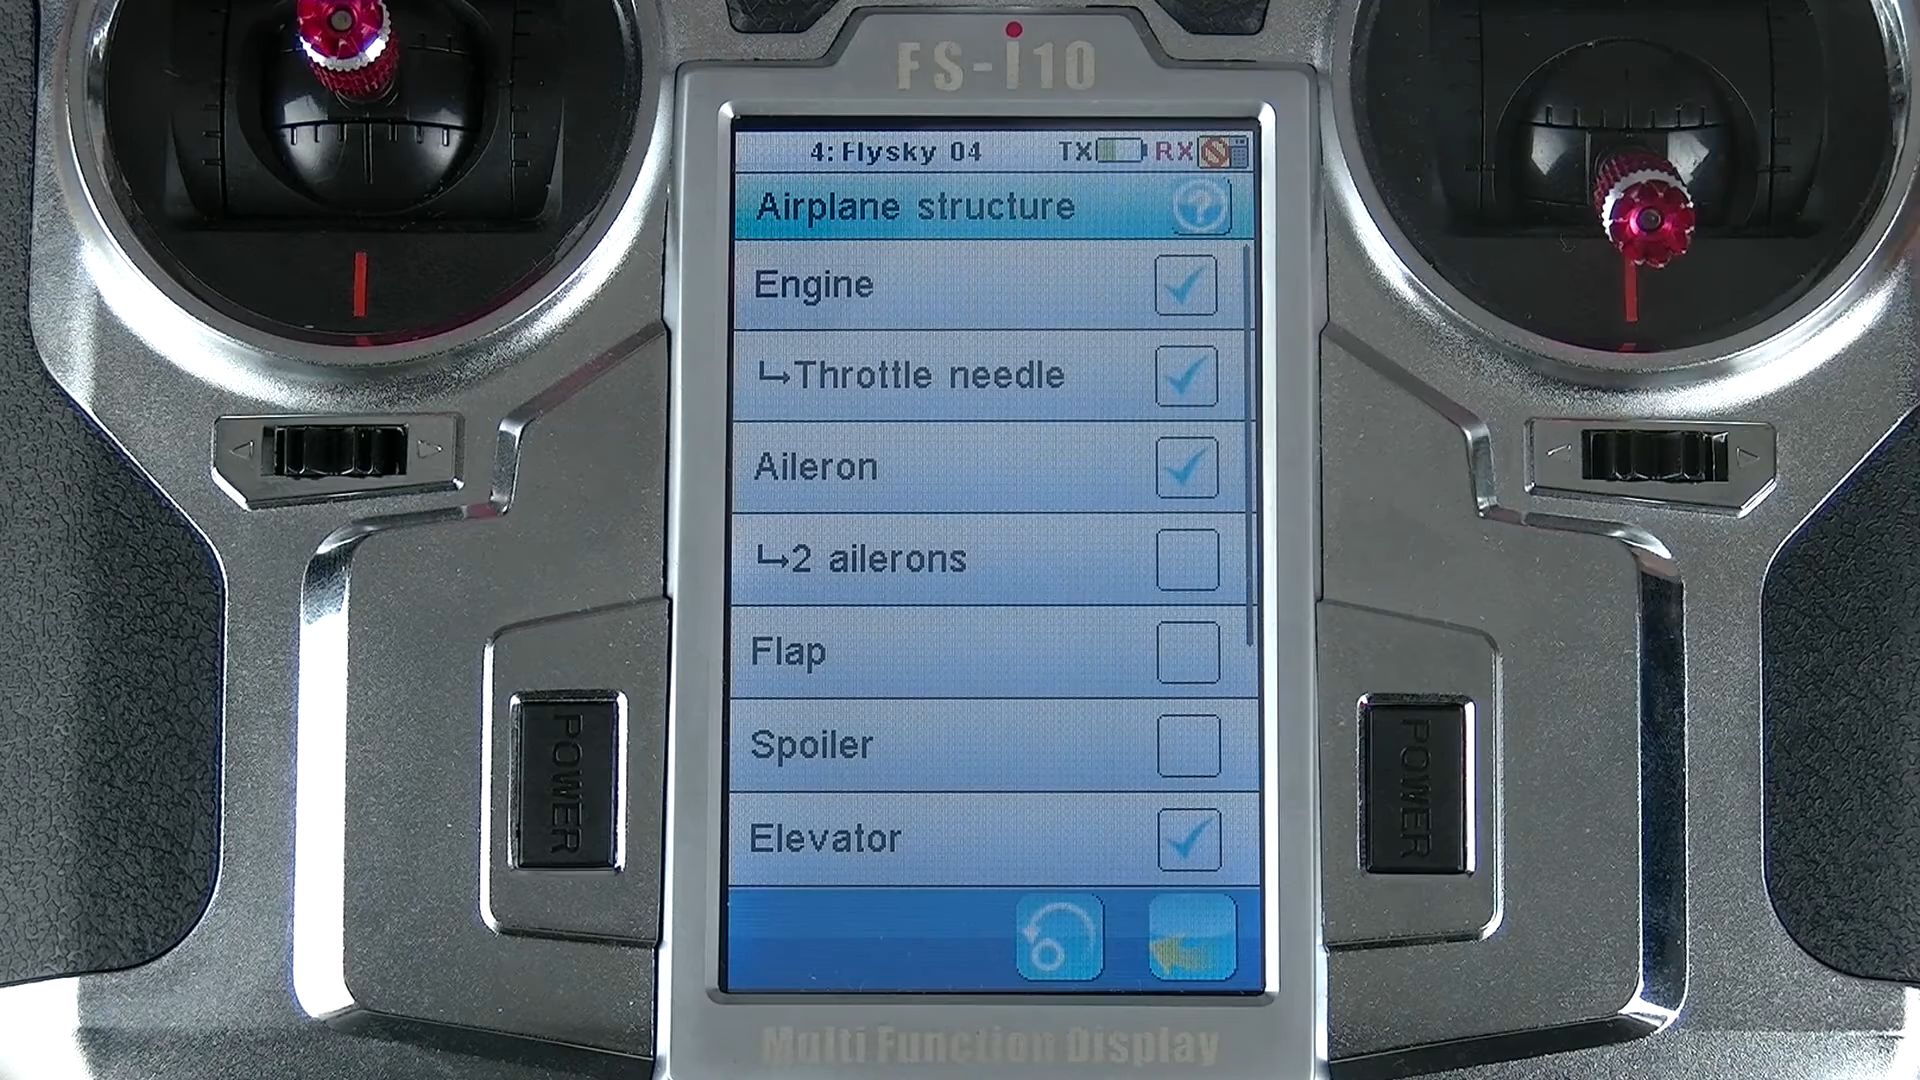 FS-i10
4: Flysky 04 TX RX
Airplane structure ?
Engine
↳Throttle needle
Aileron
↳2 ailerons
Flap
Spoiler
Elevator
POWER
POWER
Multi Function Display